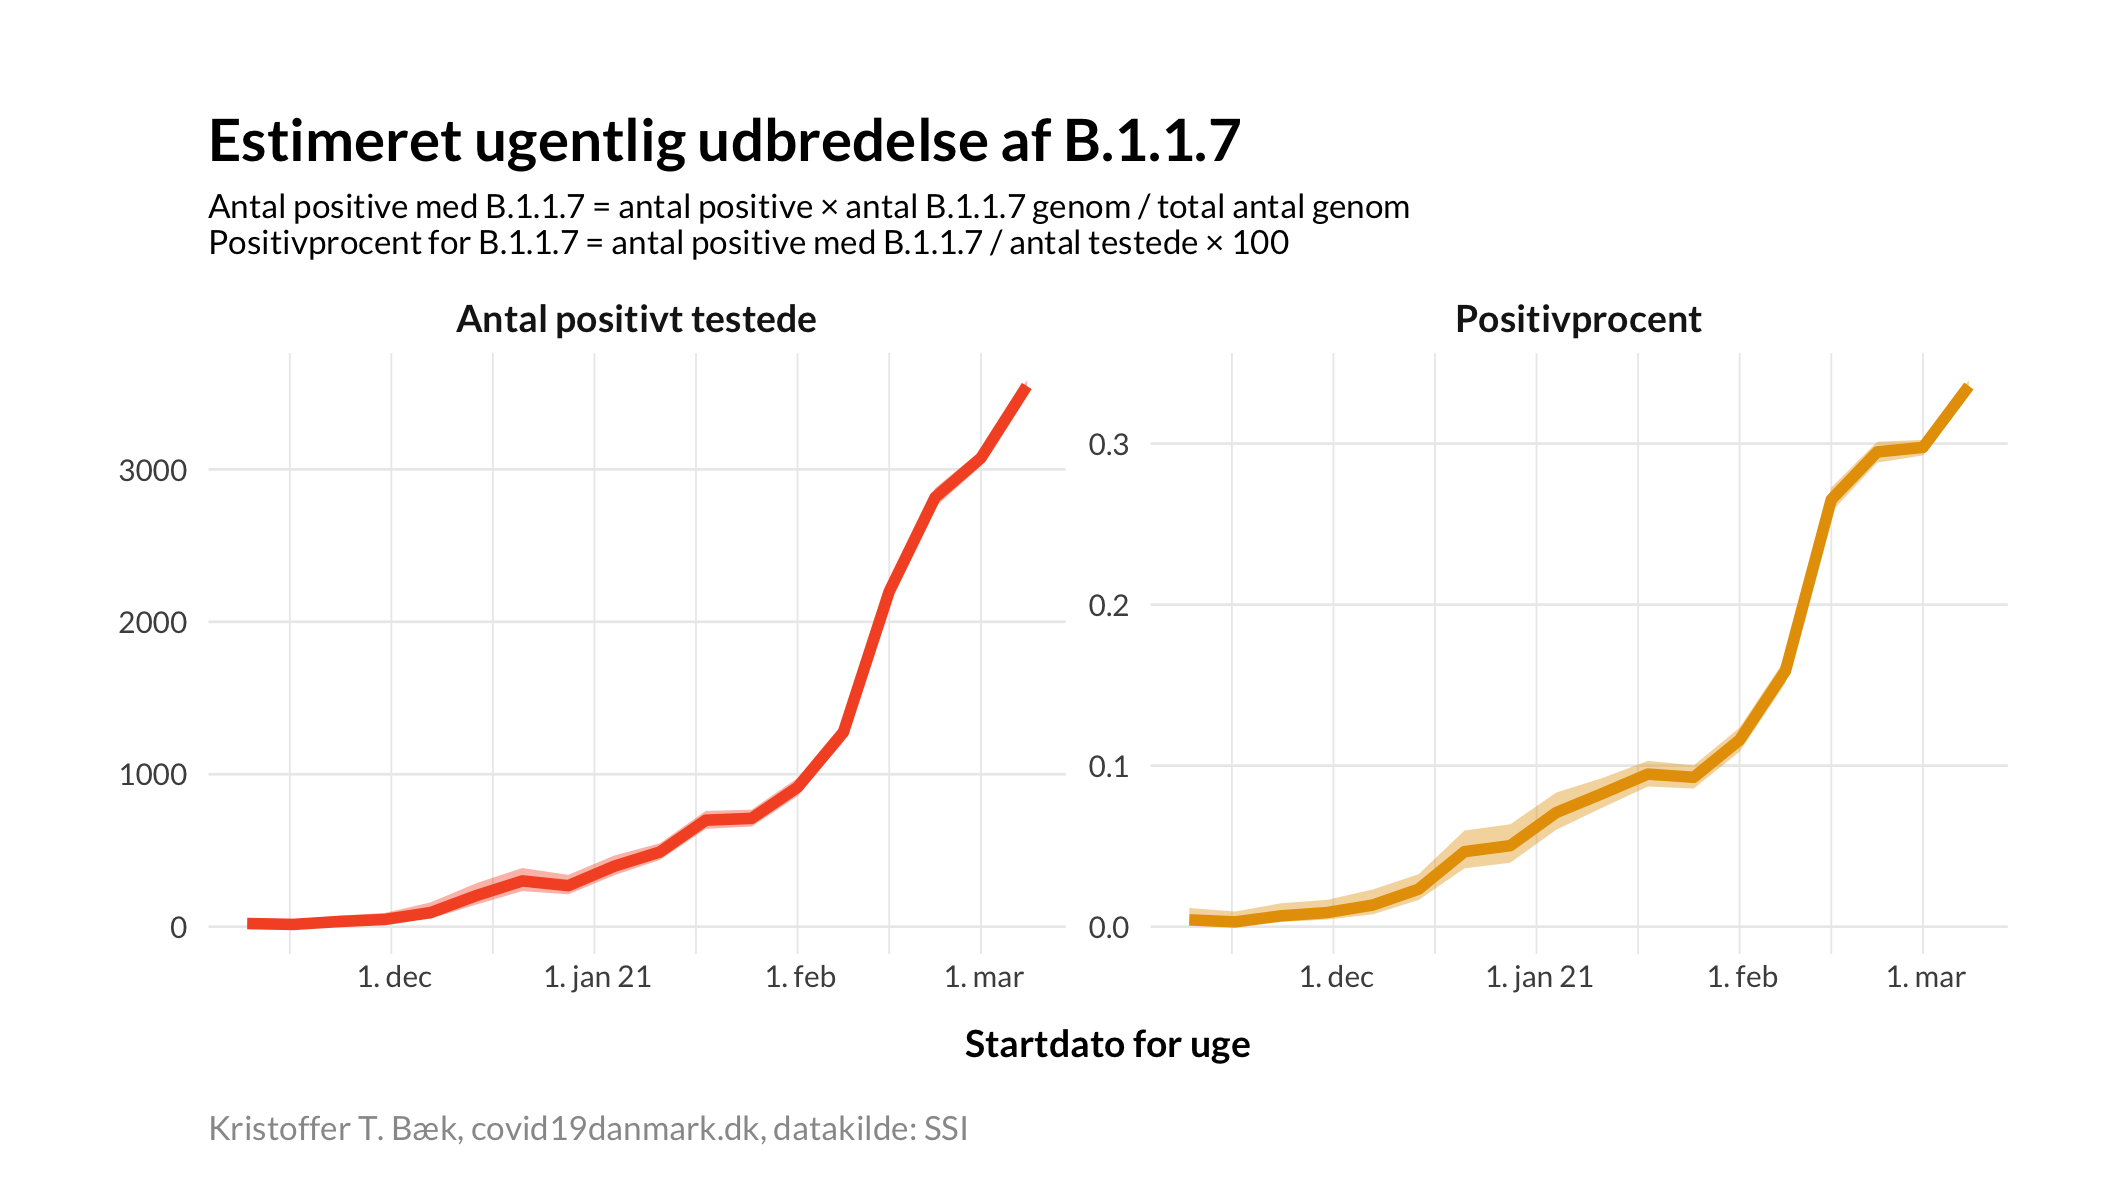 Estimeret ugentlig udbredelse af B.1.1.7
Antal positive med B.1.1.7 = antal positive × antal B.1.1.7 genom / total antal genom
Positivprocent for B.1.1.7 = antal positive med B.1.1.7 / antal testede × 100
Antal positivt testede
3000
2000
1000
0
1. dec
1. jan 21
1. feb
1. mar
Positivprocent
0.3
0.2
0.1
0.0
1. dec
1. jan 21
1. feb
1. mar
Startdato for uge
Kristoffer T. Bæk, covid19danmark.dk, datakilde: SSI